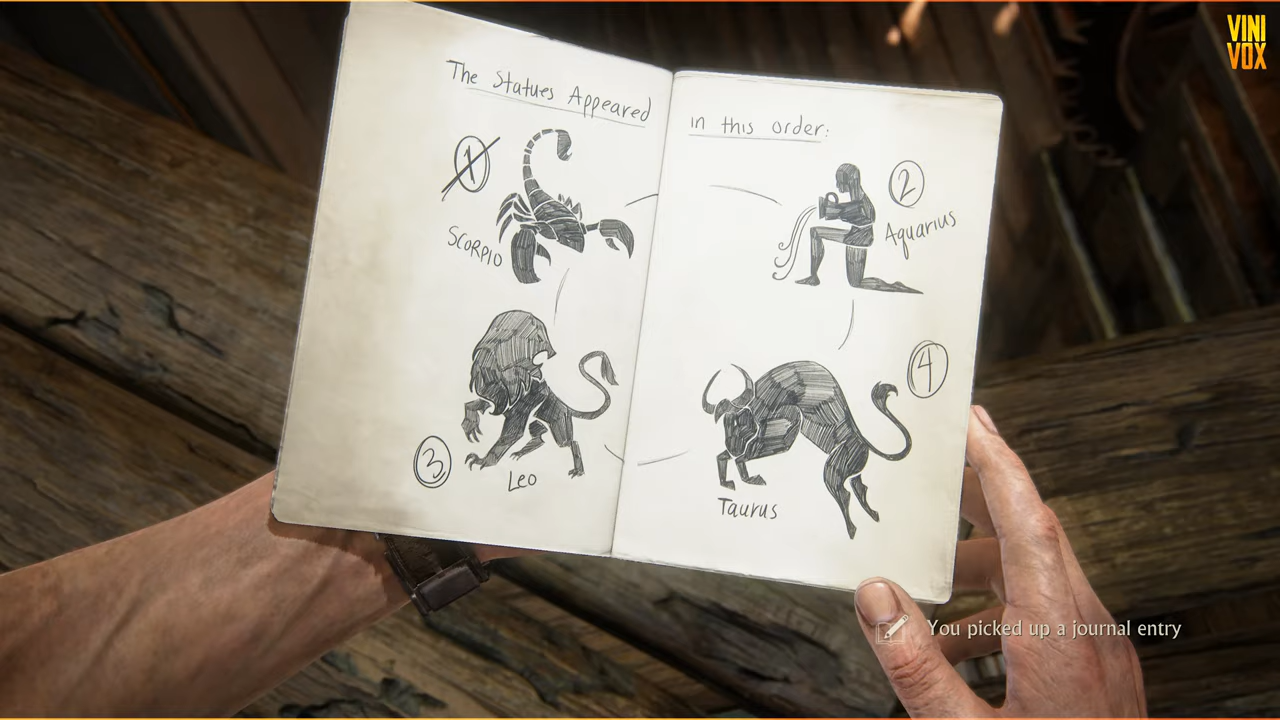 The Statues Appeared
in this order:
1
SCORPIO
2
Aquarius
3
Leo
4
Taurus
You picked up a journal entry
VINI
VOX